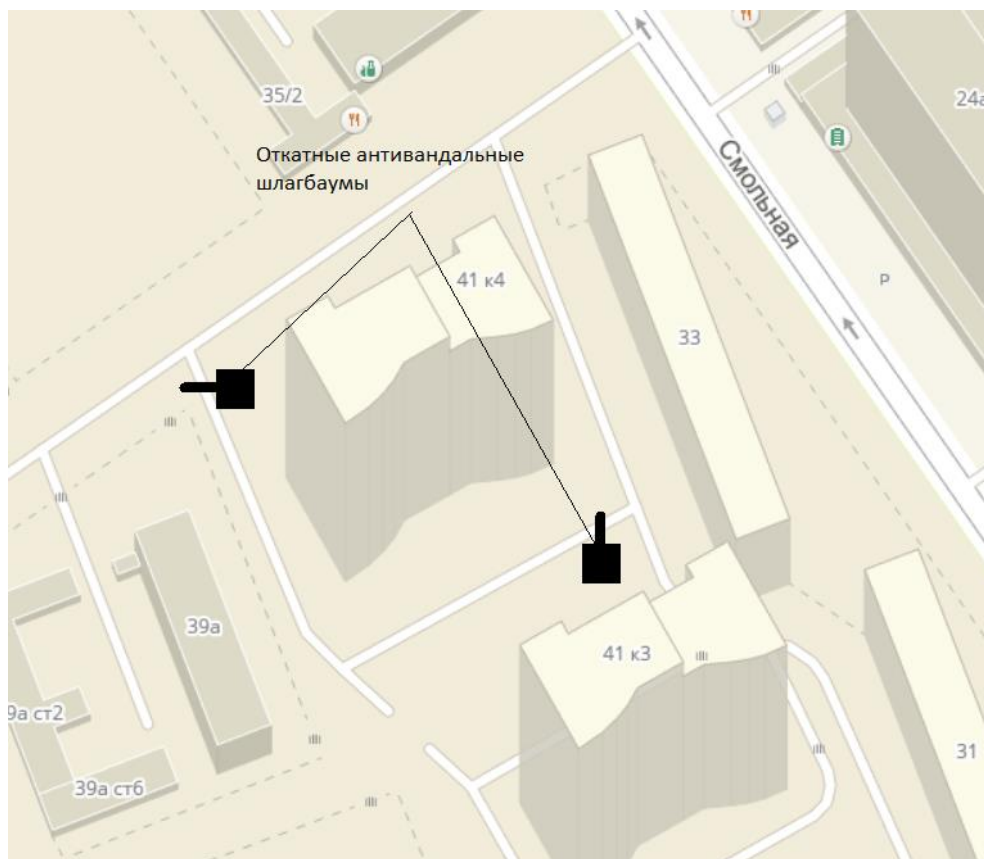 35/2
24а
Откатные антивандальные
шлагбаумы
Смольная
41 к4
P
33
39а
41 к3
9а ст2
31
39а ст6